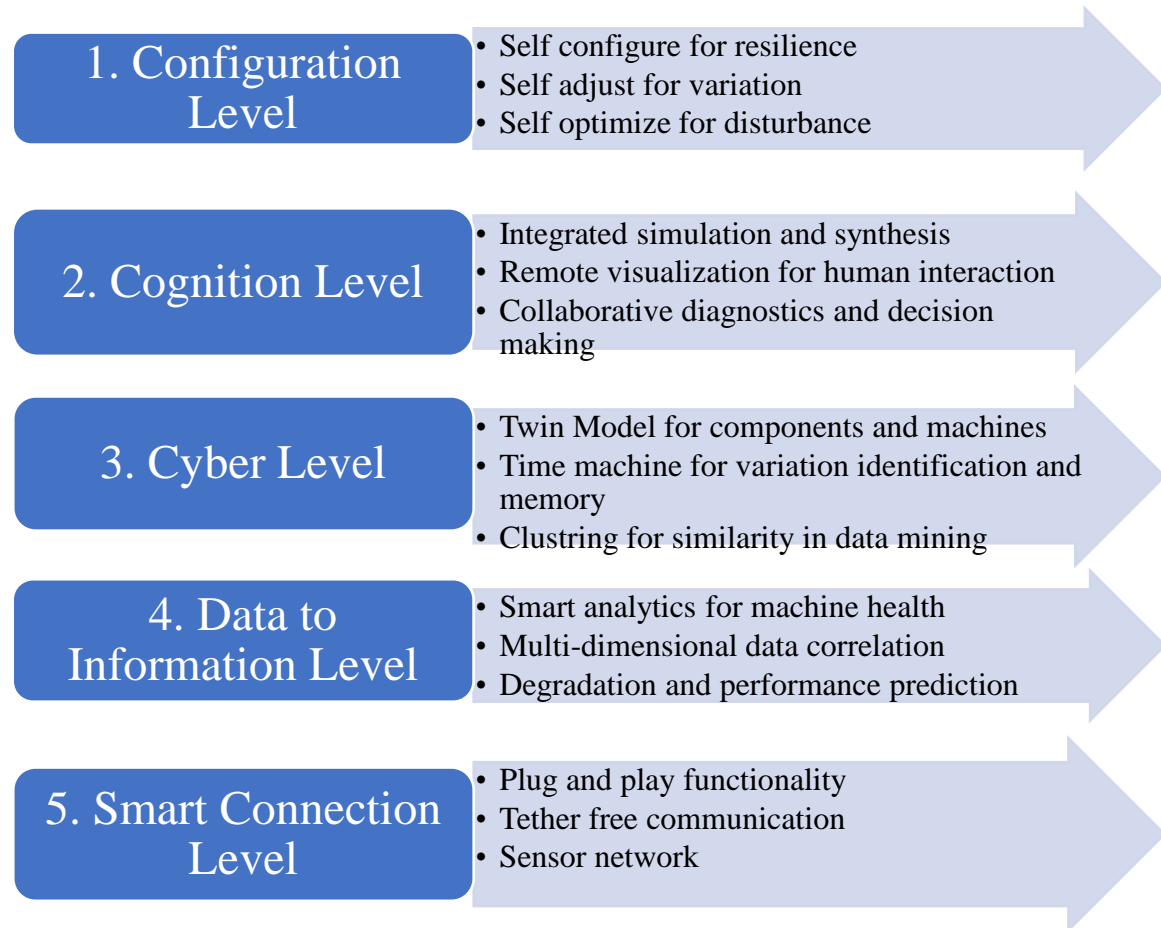 1. Configuration
Level
• Self configure for resilience
• Self adjust for variation
• Self optimize for disturbance
2. Cognition Level
• Integrated simulation and synthesis
• Remote visualization for human interaction
• Collaborative diagnostics and decision
making
3. Cyber Level
• Twin Model for components and machines
• Time machine for variation identification and
memory
• Clustring for similarity in data mining
4. Data to
Information Level
• Smart analytics for machine health
• Multi-dimensional data correlation
• Degradation and performance prediction
5. Smart Connection
Level
• Plug and play functionality
• Tether free communication
• Sensor network